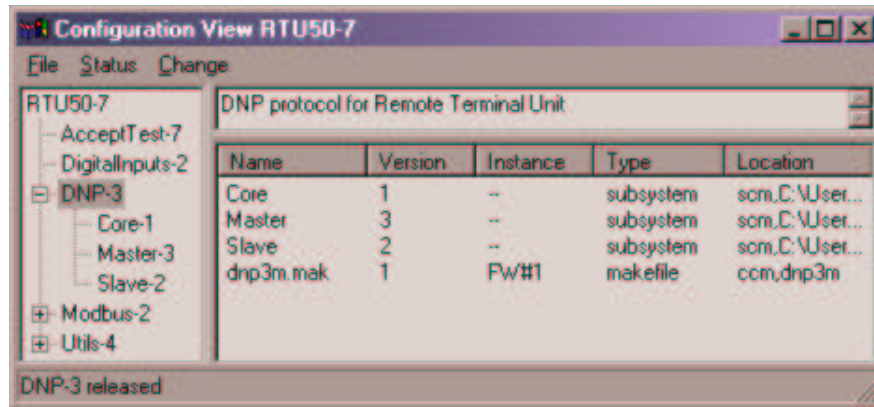 Configuration View RTU50-7
File Status Change
RTU50-7
AcceptTest-7
DigitalInputs-2
DNP-3
Core-1
Master-3
Slave-2
Modbus-2
Utils-4
DNP protocol for Remote Terminal Unit
Name Version Instance Type Location
Core 1 -- subsystem scm,C:\User...
Master 3 -- subsystem scm,C:\User...
Slave 2 -- subsystem scm,C:\User...
dnp3m.mak 1 FW#1 makefile ccm,dnp3m
DNP-3 released